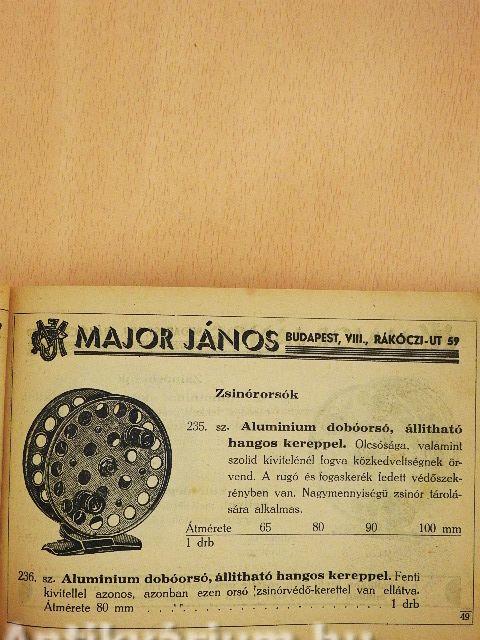 MAJOR JÁNOS BUDAPEST, VIII., RÁKÓCZI-UT 59
Zsinórorsók
235. sz. Aluminium dobóorsó, állitható
hangos kereppel. Olcsósága, valamint
szolid kivitelénél fogva közkedveltségnek ör-
vend. A rugó és fogaskerék fedett védőszek-
rényben van. Nagymennyiségü zsinór tárolá-
sára alkalmas.
Átmérete 65 80 90 100 mm
1 drb
236. sz. Aluminium dobóorsó, állitható hangos kereppel. Fenti
kivitellel azonos, azonban ezen orsó zsinórvédő-kerettel van ellátva.
Átmérete 80 mm . . . . . . . . . . . . . . . . . 1 drb
49